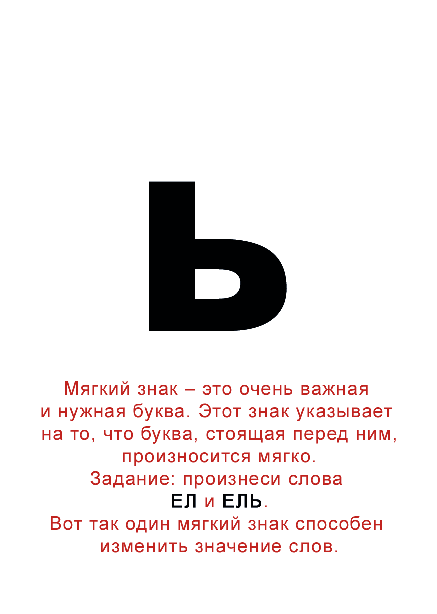 Ь
Мягкий знак – это очень важная
и нужная буква. Этот знак указывает
на то, что буква, стоящая перед ним,
произносится мягко.
Задание: произнеси слова
ЕЛ и ЕЛЬ.
Вот так один мягкий знак способен
изменить значение слов.